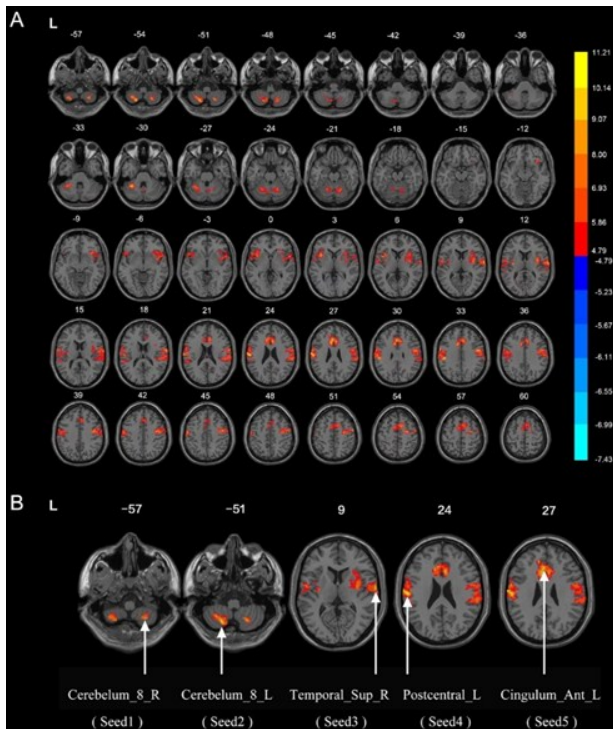 A
L
-57 -54 -51 -48 -45 -42 -39 -36
-33 -30 -27 -24 -21 -18 -15 -12
-9 -6 -3 0 3 6 9 12
15 18 21 24 27 30 33 36
39 42 45 48 51 54 57 60
11.21
10.14
9.07
8.00
6.93
5.86
4.79
-4.79
-5.23
-5.67
-6.11
-6.55
-6.99
-7.43
B
L
−57 −51 9 24 27
Cerebelum_8_R Cerebelum_8_L Temporal_Sup_R Postcentral_L Cingulum_Ant_L
( Seed1 ) ( Seed2 ) ( Seed3 ) ( Seed4 ) ( Seed5 )